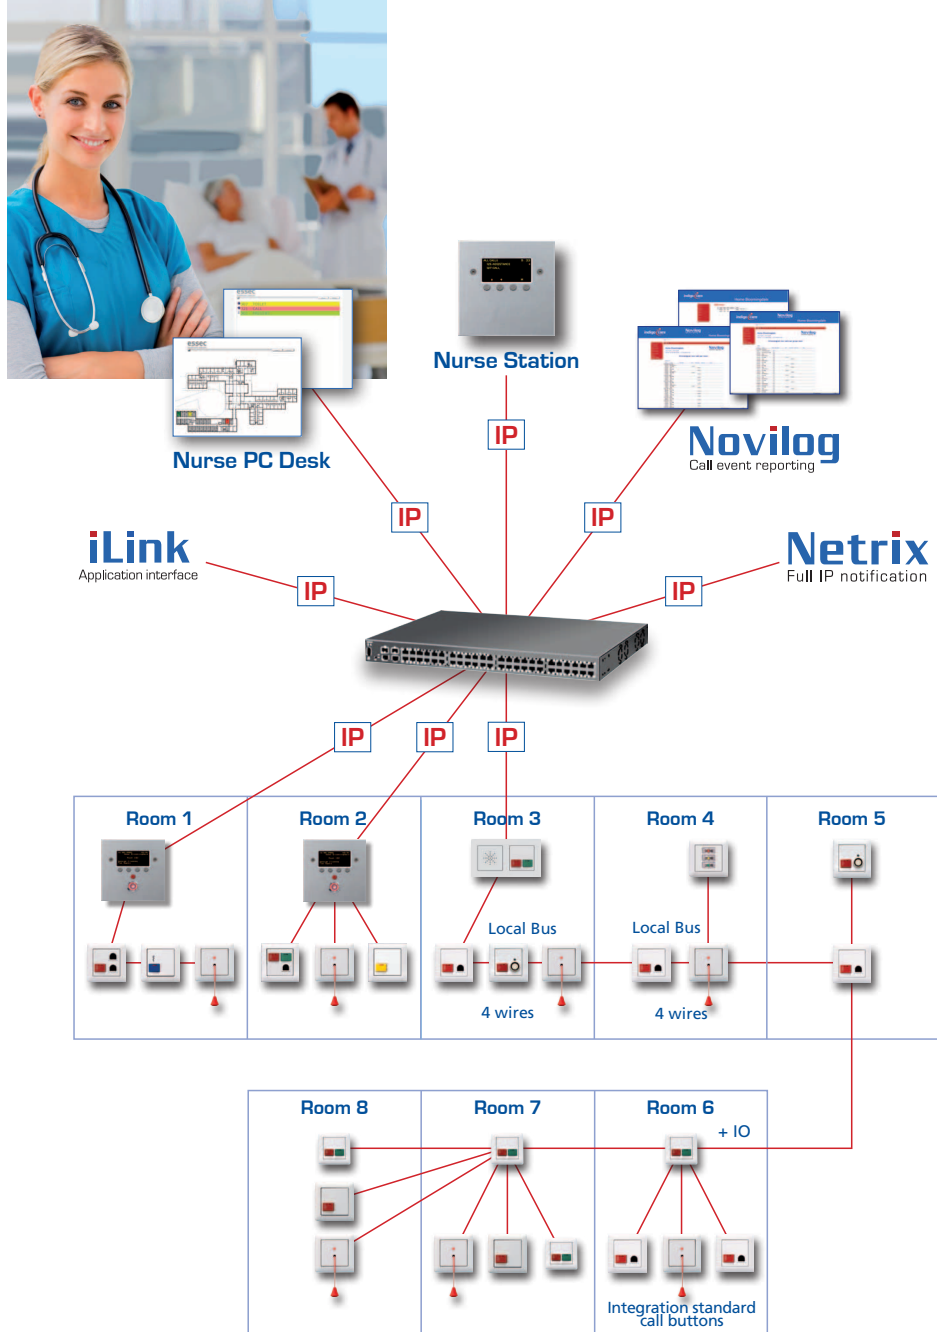 essec
essec
Nurse PC Desk
Nurse Station
Novilog
Call event reporting
IP
IP
IP
iLink
Application interface
Netrix
Full IP notification
IP
IP
IP
IP
IP
Room 1
Room 2
Room 3
Room 4
Room 5
Local Bus
Local Bus
4 wires
4 wires
Room 8
Room 7
Room 6
+ IO
Integration standard
call buttons